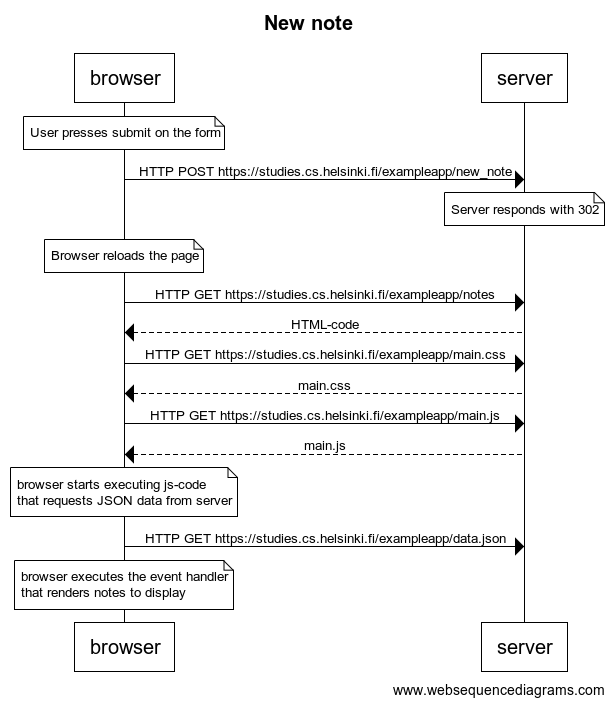 New note
browser
server
User presses submit on the form
HTTP POST https://studies.cs.helsinki.fi/exampleapp/new_note
Server responds with 302
Browser reloads the page
HTTP GET https://studies.cs.helsinki.fi/exampleapp/notes
HTML-code
HTTP GET https://studies.cs.helsinki.fi/exampleapp/main.css
main.css
HTTP GET https://studies.cs.helsinki.fi/exampleapp/main.js
main.js
browser starts executing js-code
that requests JSON data from server
HTTP GET https://studies.cs.helsinki.fi/exampleapp/data.json
browser executes the event handler
that renders notes to display
browser
server
www.websequencediagrams.com